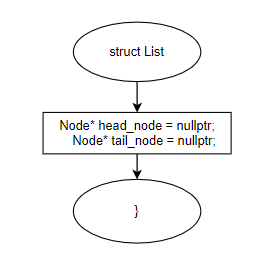 struct List
Node* head_node = nullptr;
Node* tail_node = nullptr;
}